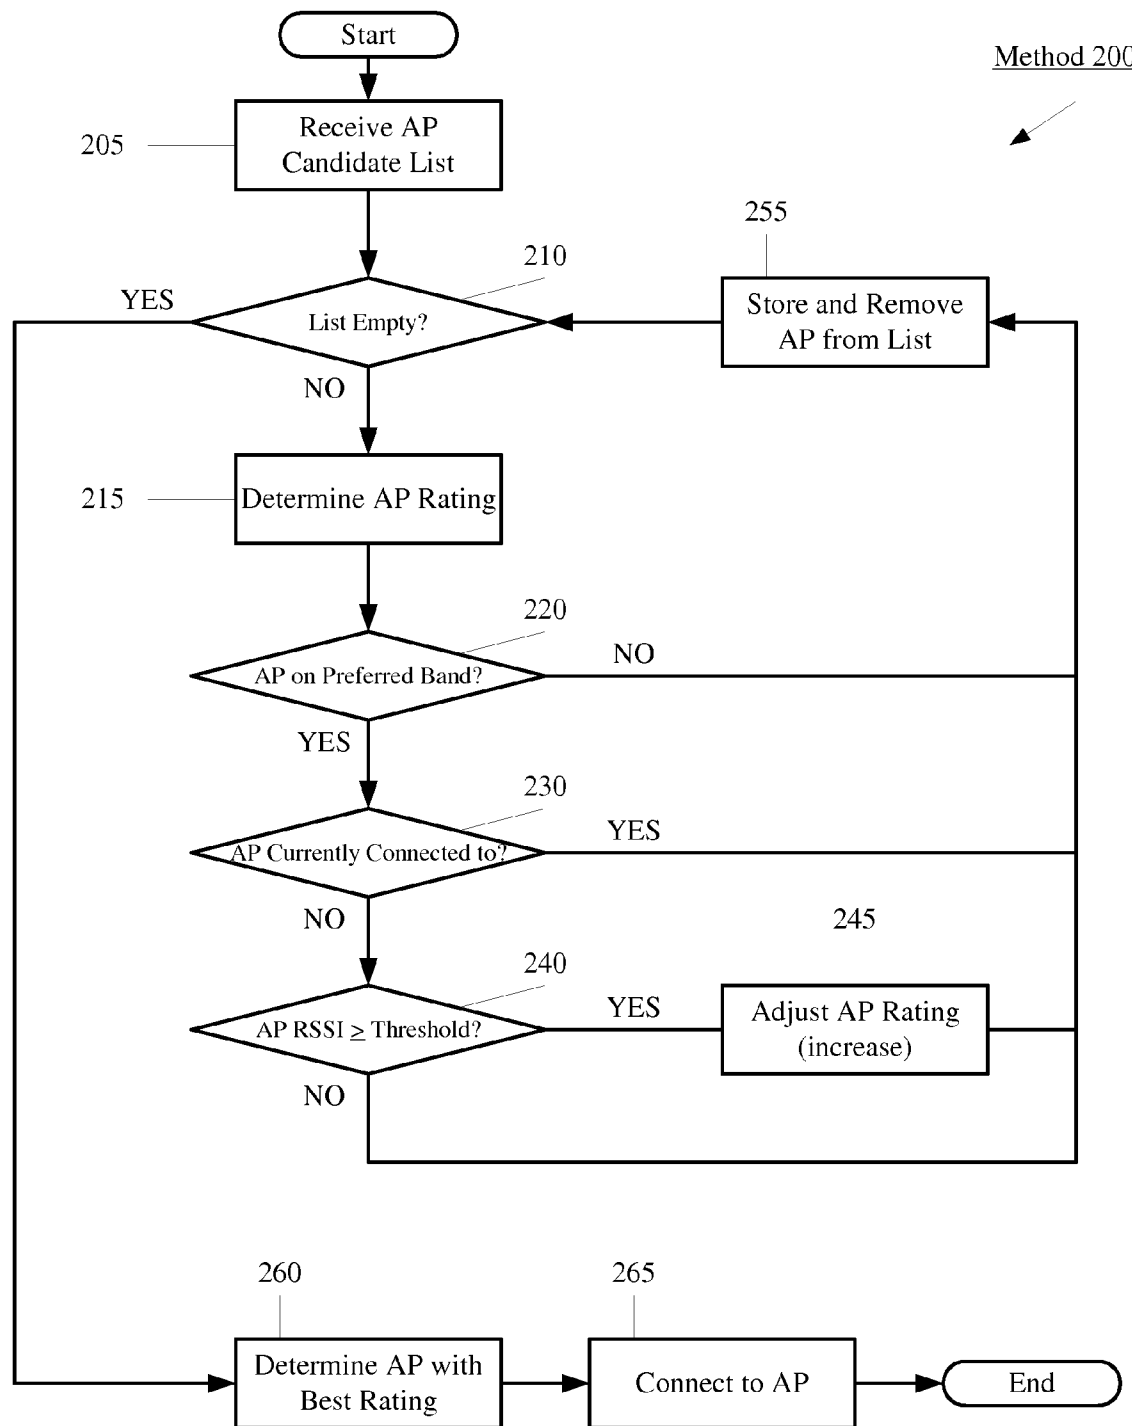 Start
Method 200
205
Receive AP
Candidate List
255
210
YES
List Empty?
Store and Remove
AP from List
NO
215
Determine AP Rating
220
AP on Preferred Band?
NO
YES
230
AP Currently Connected to?
YES
NO
245
240
AP RSSI ≥ Threshold?
YES
Adjust AP Rating
(increase)
NO
260
265
Determine AP with
Best Rating
Connect to AP
End